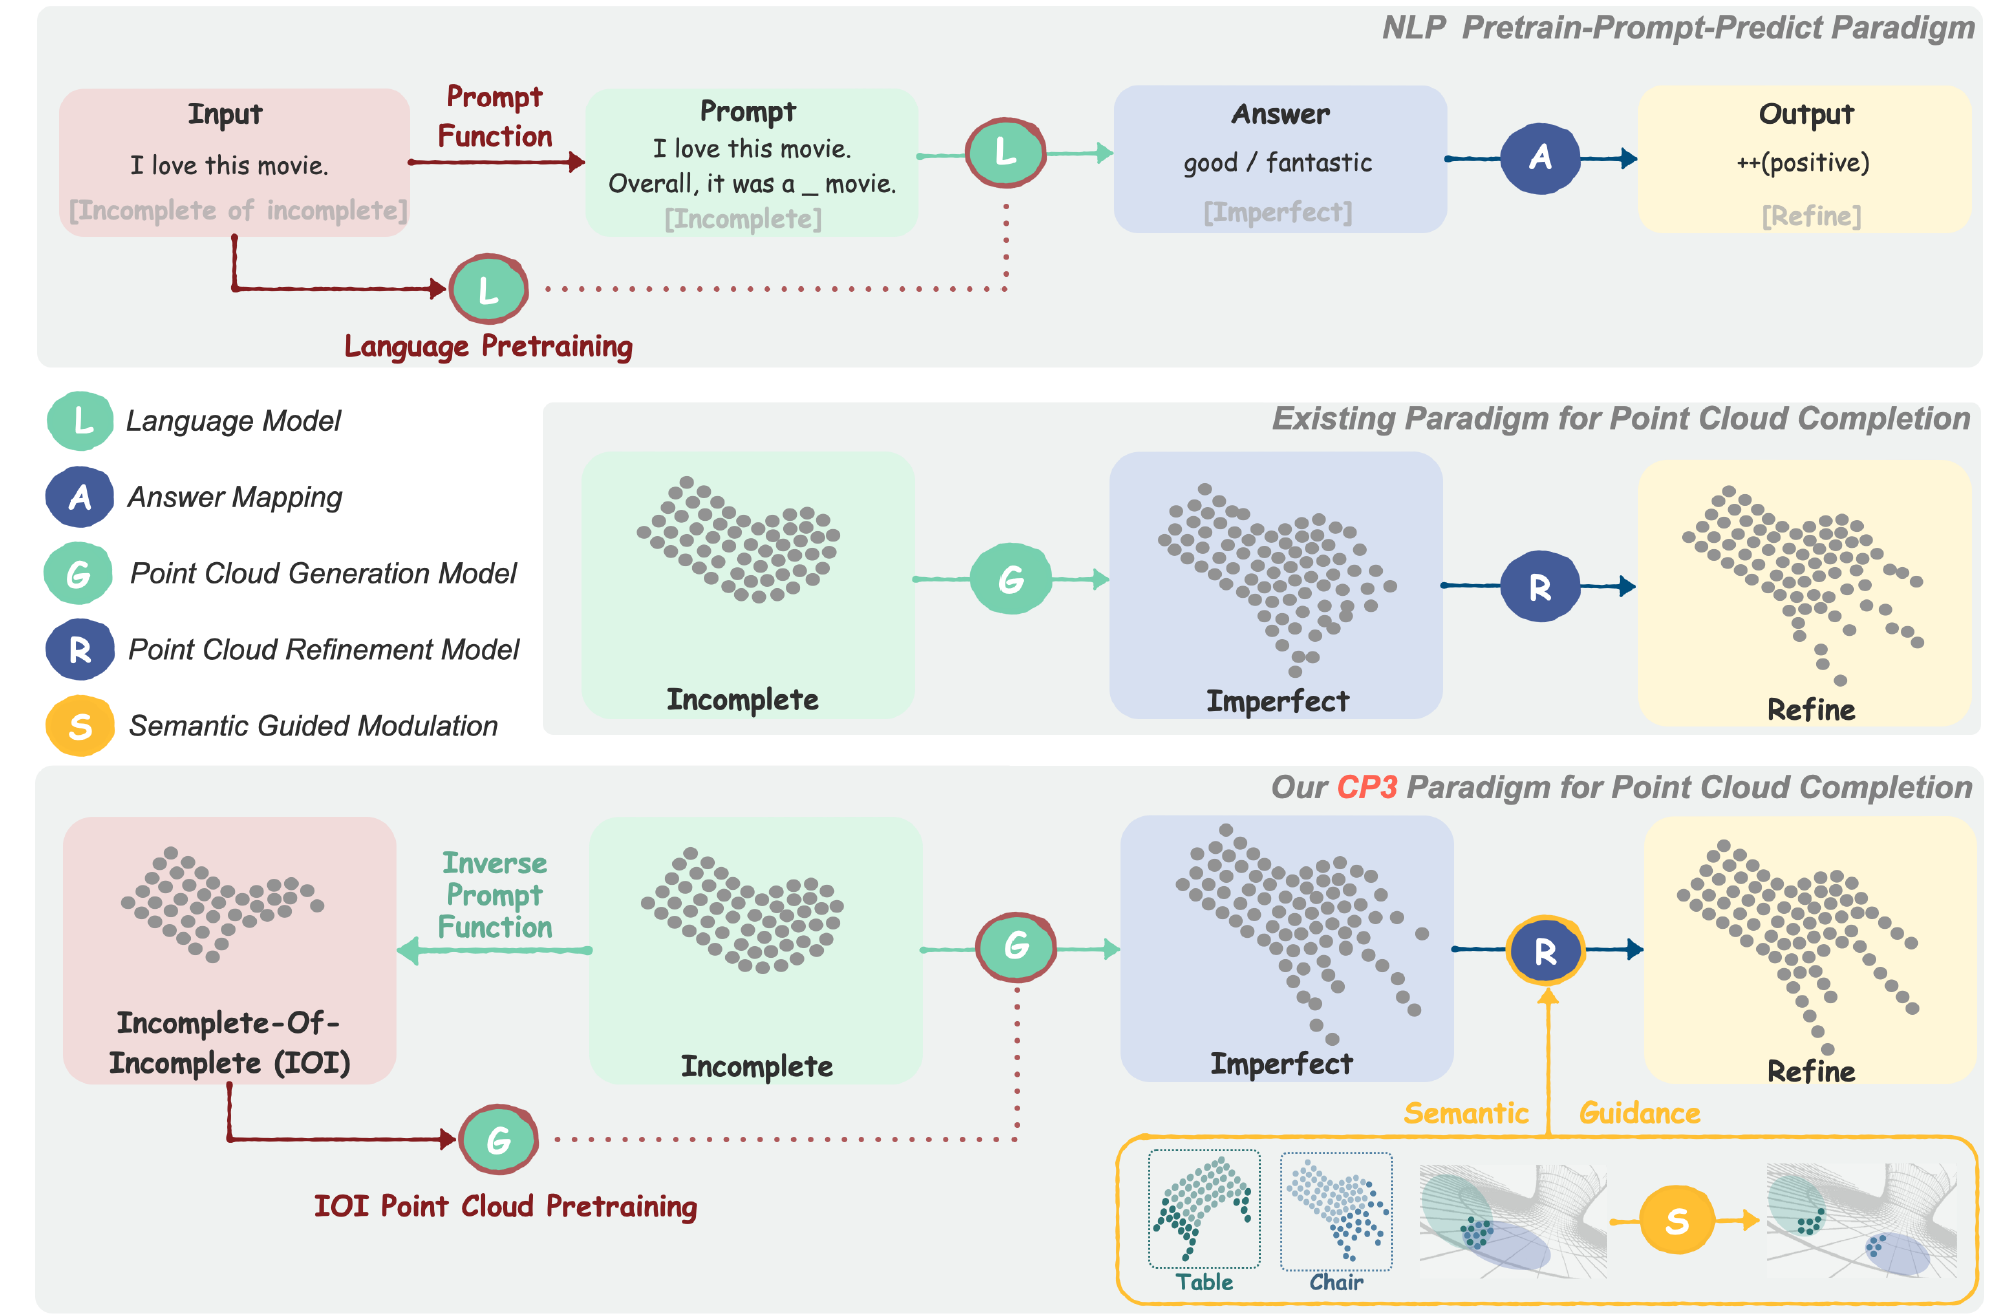 NLP Pretrain-Prompt-Predict Paradigm
Input
I love this movie.
[Incomplete of incomplete]
Prompt
Function
Prompt
I love this movie.
Overall, it was a _ movie.
[Incomplete]
L
Answer
good / fantastic
[Imperfect]
A
Output
++(positive)
[Refine]
L
Language Pretraining
L Language Model
A Answer Mapping
G Point Cloud Generation Model
R Point Cloud Refinement Model
S Semantic Guided Modulation
Existing Paradigm for Point Cloud Completion
Incomplete
G
Imperfect
R
Refine
Our CP3 Paradigm for Point Cloud Completion
Incomplete-Of-
Incomplete (IOI)
Inverse
Prompt
Function
Incomplete
G
Imperfect
R
Refine
G
IOI Point Cloud Pretraining
Semantic Guidance
Table
Chair
S